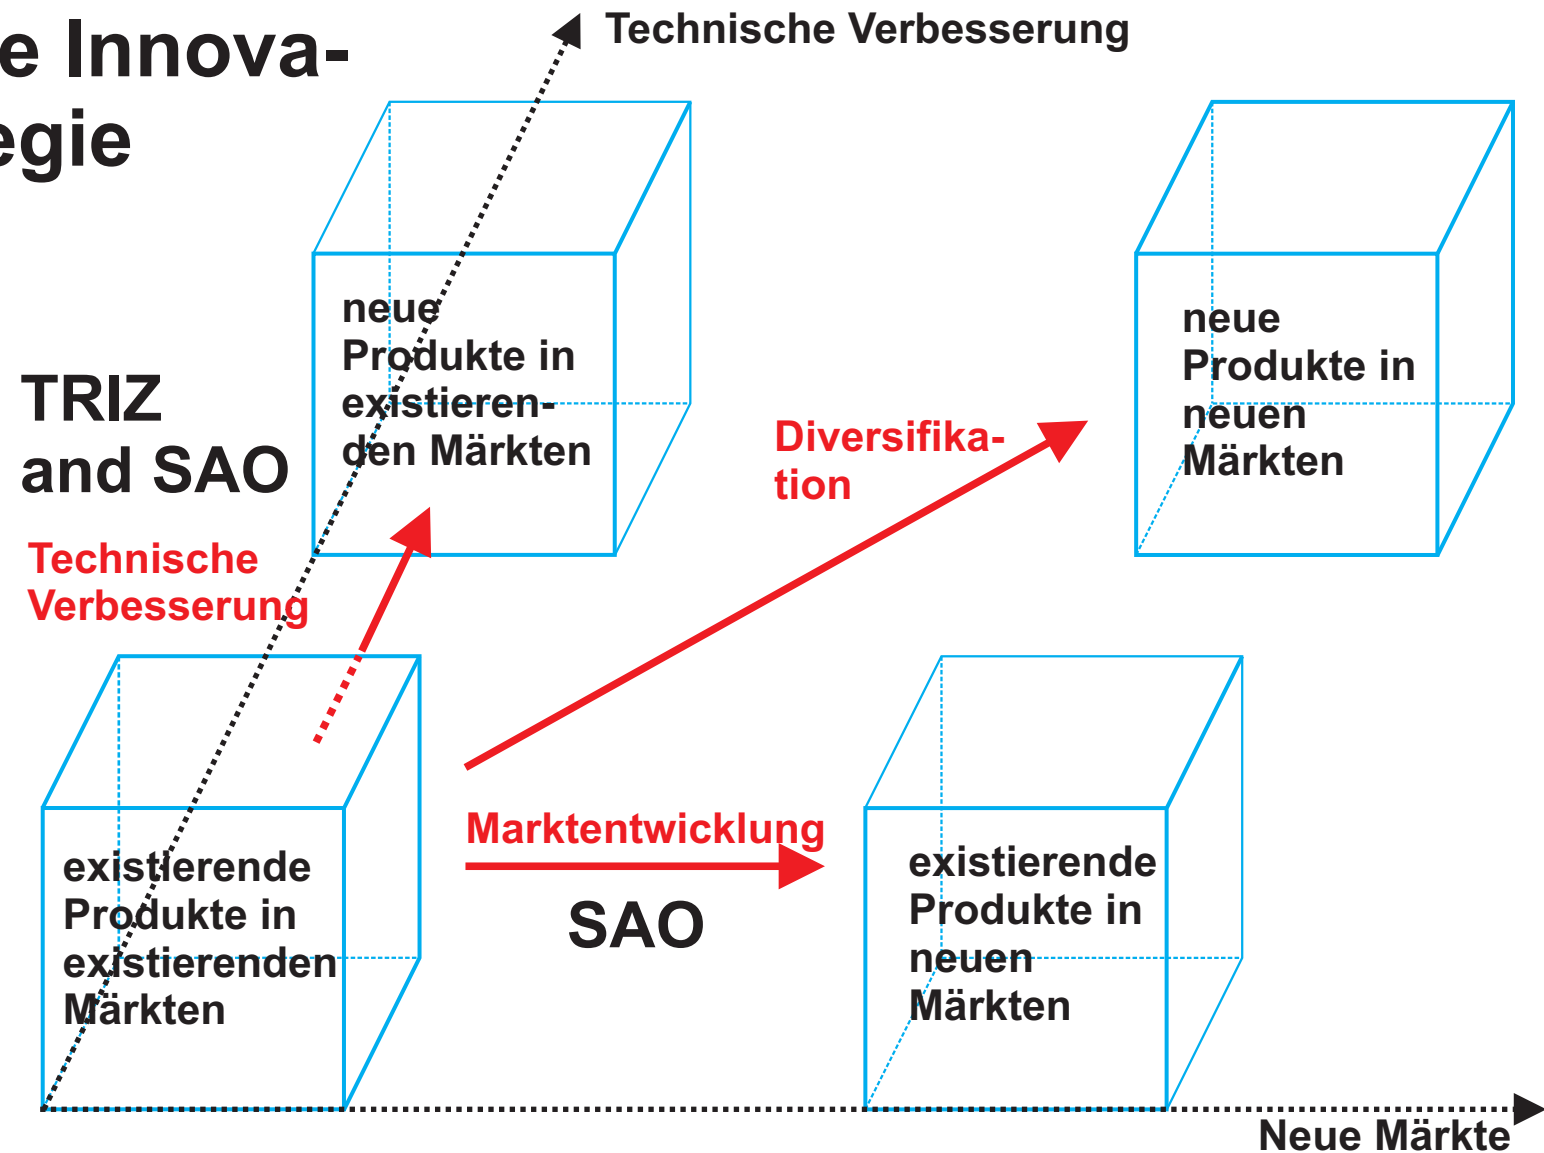 e Innova-
egie
Technische Verbesserung
neue
Produkte in
existieren-
den Märkten
neue
Produkte in
neuen
Märkten
TRIZ
and SAO
Diversifika-
tion
Technische
Verbesserung
Marktentwicklung
SAO
existierende
Produkte in
existierenden
Märkten
existierende
Produkte in
neuen
Märkten
Neue Märkte